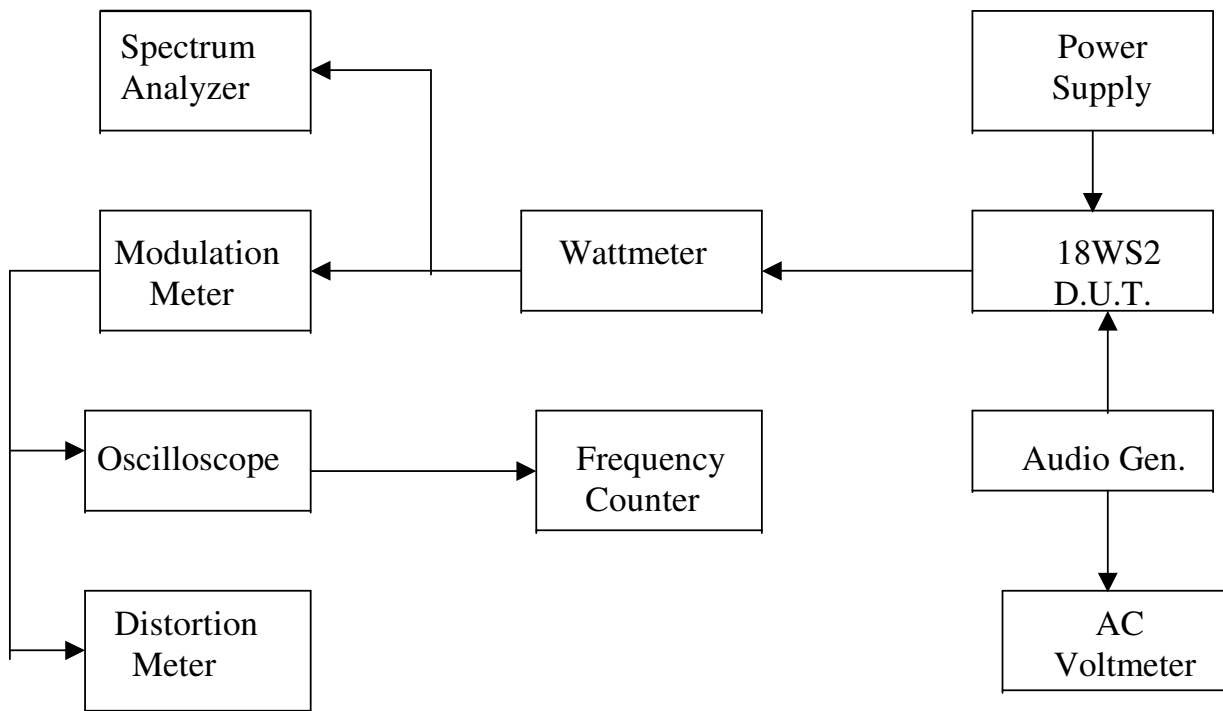 Spectrum
Analyzer
Power
Supply
Modulation
Meter
Wattmeter
18WS2
D.U.T.
Oscilloscope
Frequency
Counter
Audio Gen.
Distortion
Meter
AC
Voltmeter